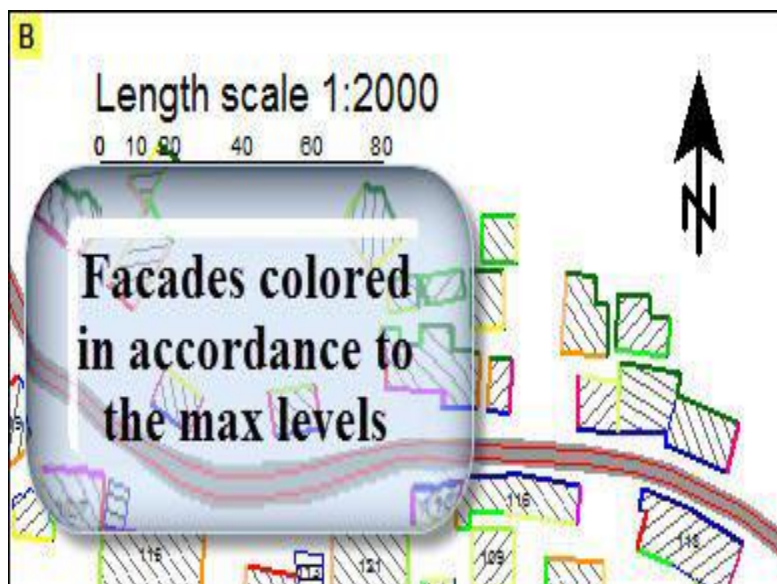 B
Length scale 1:2000
0 10 20 40 60 80
N
Facades colored
in accordance to
the max levels
116
118
115
121
109